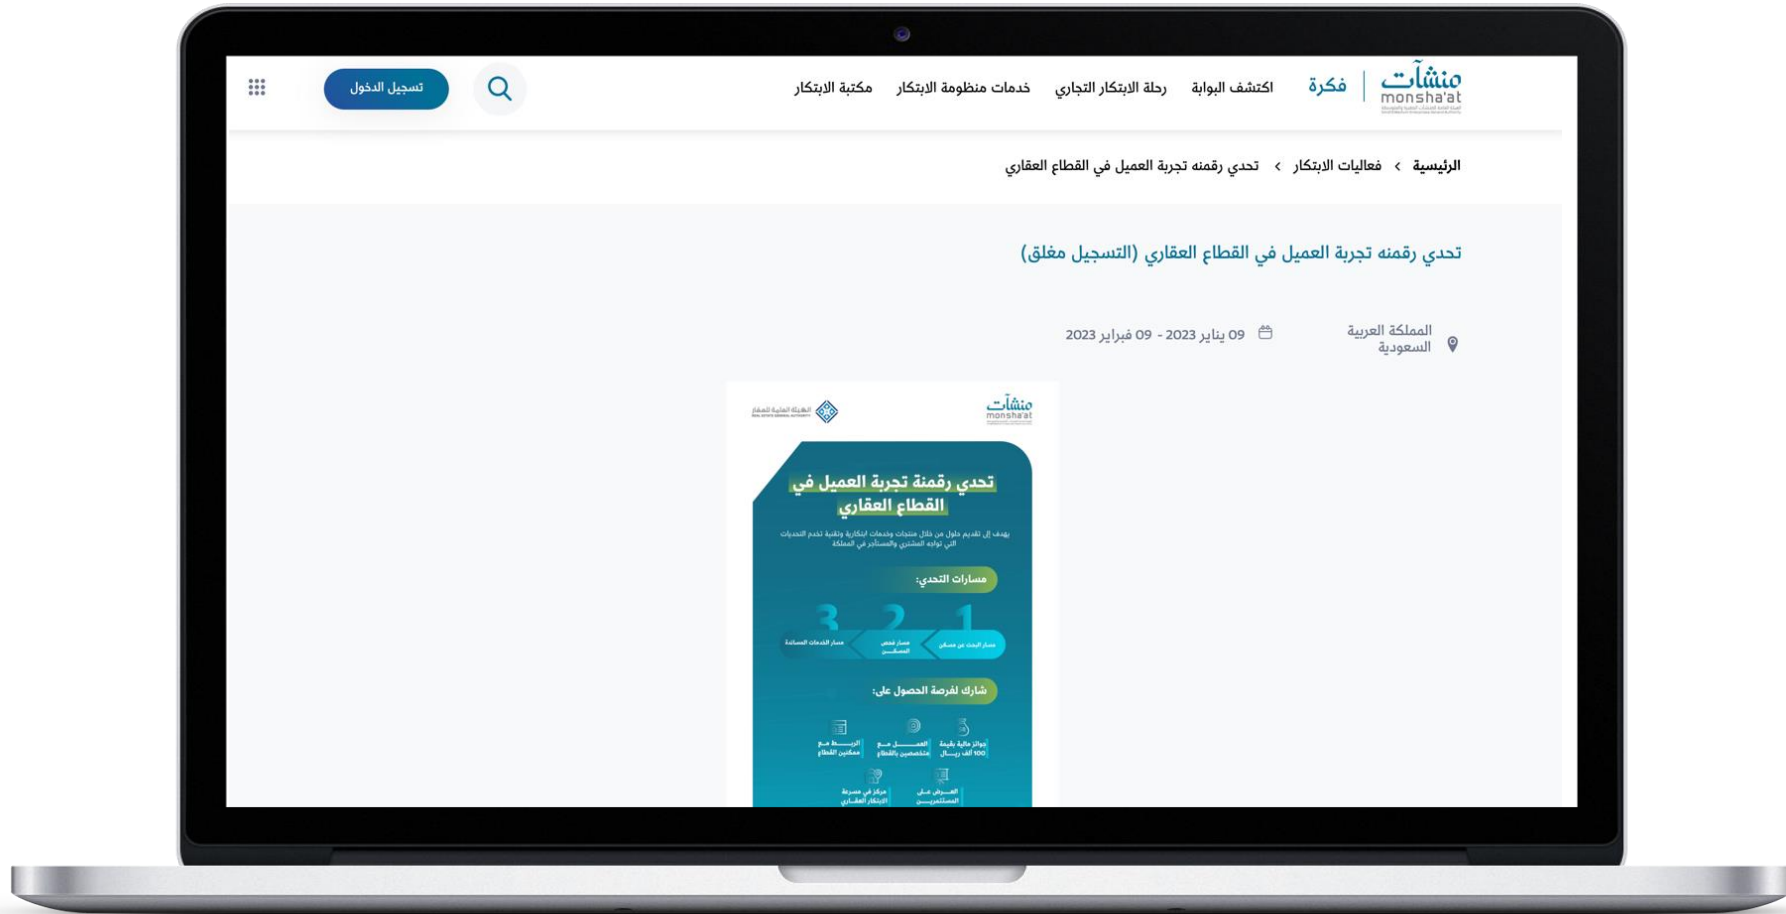 منشآت
monsha'at
فكرة
اكتشف البوابة
رحلة الابتكار التجاري
خدمات منظومة الابتكار
مكتبة الابتكار
تسجيل الدخول
الرئيسية › فعاليات الابتكار › تحدي رقمنه تجربة العميل في القطاع العقاري
تحدي رقمنه تجربة العميل في القطاع العقاري (التسجيل مغلق)
المملكة العربية
السعودية
09 يناير 2023 - 09 فبراير 2023
منشآت
monsha'at
الهيئة العامة للعقار
REAL ESTATE GENERAL AUTHORITY
تحدي رقمنة تجربة العميل في
القطاع العقاري
يهدف إلى تقديم حلول من خلال منتجات وخدمات ابتكارية وتقنية تخدم التحديات
التي تواجه المشتري والمستأجر في المملكة
مسارات التحدي:
1
مسار البحث عن مسكن
2
مسار فحص
المسكن
3
مسار الخدمات المساندة
شارك لفرصة الحصول على:
جوائز مالية بقيمة
100 ألف ريال
العمل مع
متخصصين بالقطاع
الربط مع
ممكنين القطاع
العرض على
المستثمرين
مركز في مسرعة
الابتكار العقاري